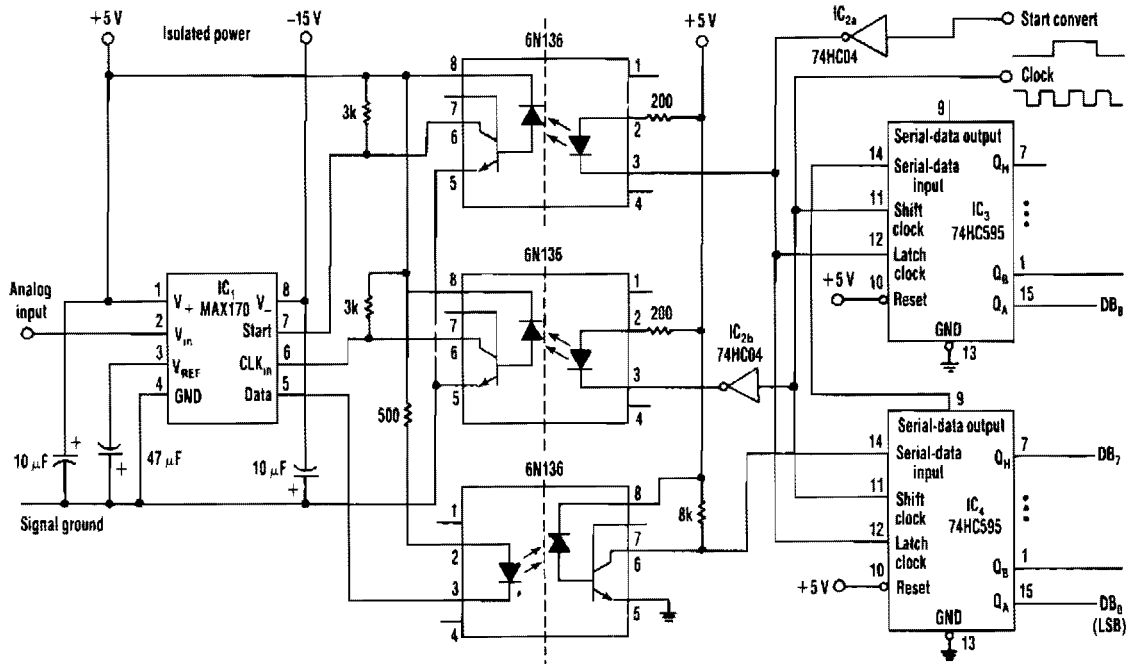 +5 V
Isolated power
-15 V
6N136
+5 V
IC2a
74HC04
Start convert
Clock
8
7
6
5
1
2
3
4
3k
200
9
Serial-data output
14
Serial-data input
11
Shift clock
12
Latch clock
10
Reset
+5 V
IC3
74HC595
QH
7
QB
1
QA
15
DB8
GND
13
6N136
8
7
6
5
1
2
3
4
3k
200
IC2b
74HC04
Analog input
IC1
MAX170
1
V+
2
VIN
3
VREF
4
GND
8
V-
7
Start
6
CLKIN
5
Data
10 µF
+
47 µF
+
10 µF
+
500
Signal ground
6N136
1
2
3
4
8
7
6
5
8k
9
Serial-data output
14
Serial-data input
11
Shift clock
12
Latch clock
10
Reset
+5 V
IC4
74HC595
QH
7
DB7
QB
1
QA
15
DB0
(LSB)
GND
13